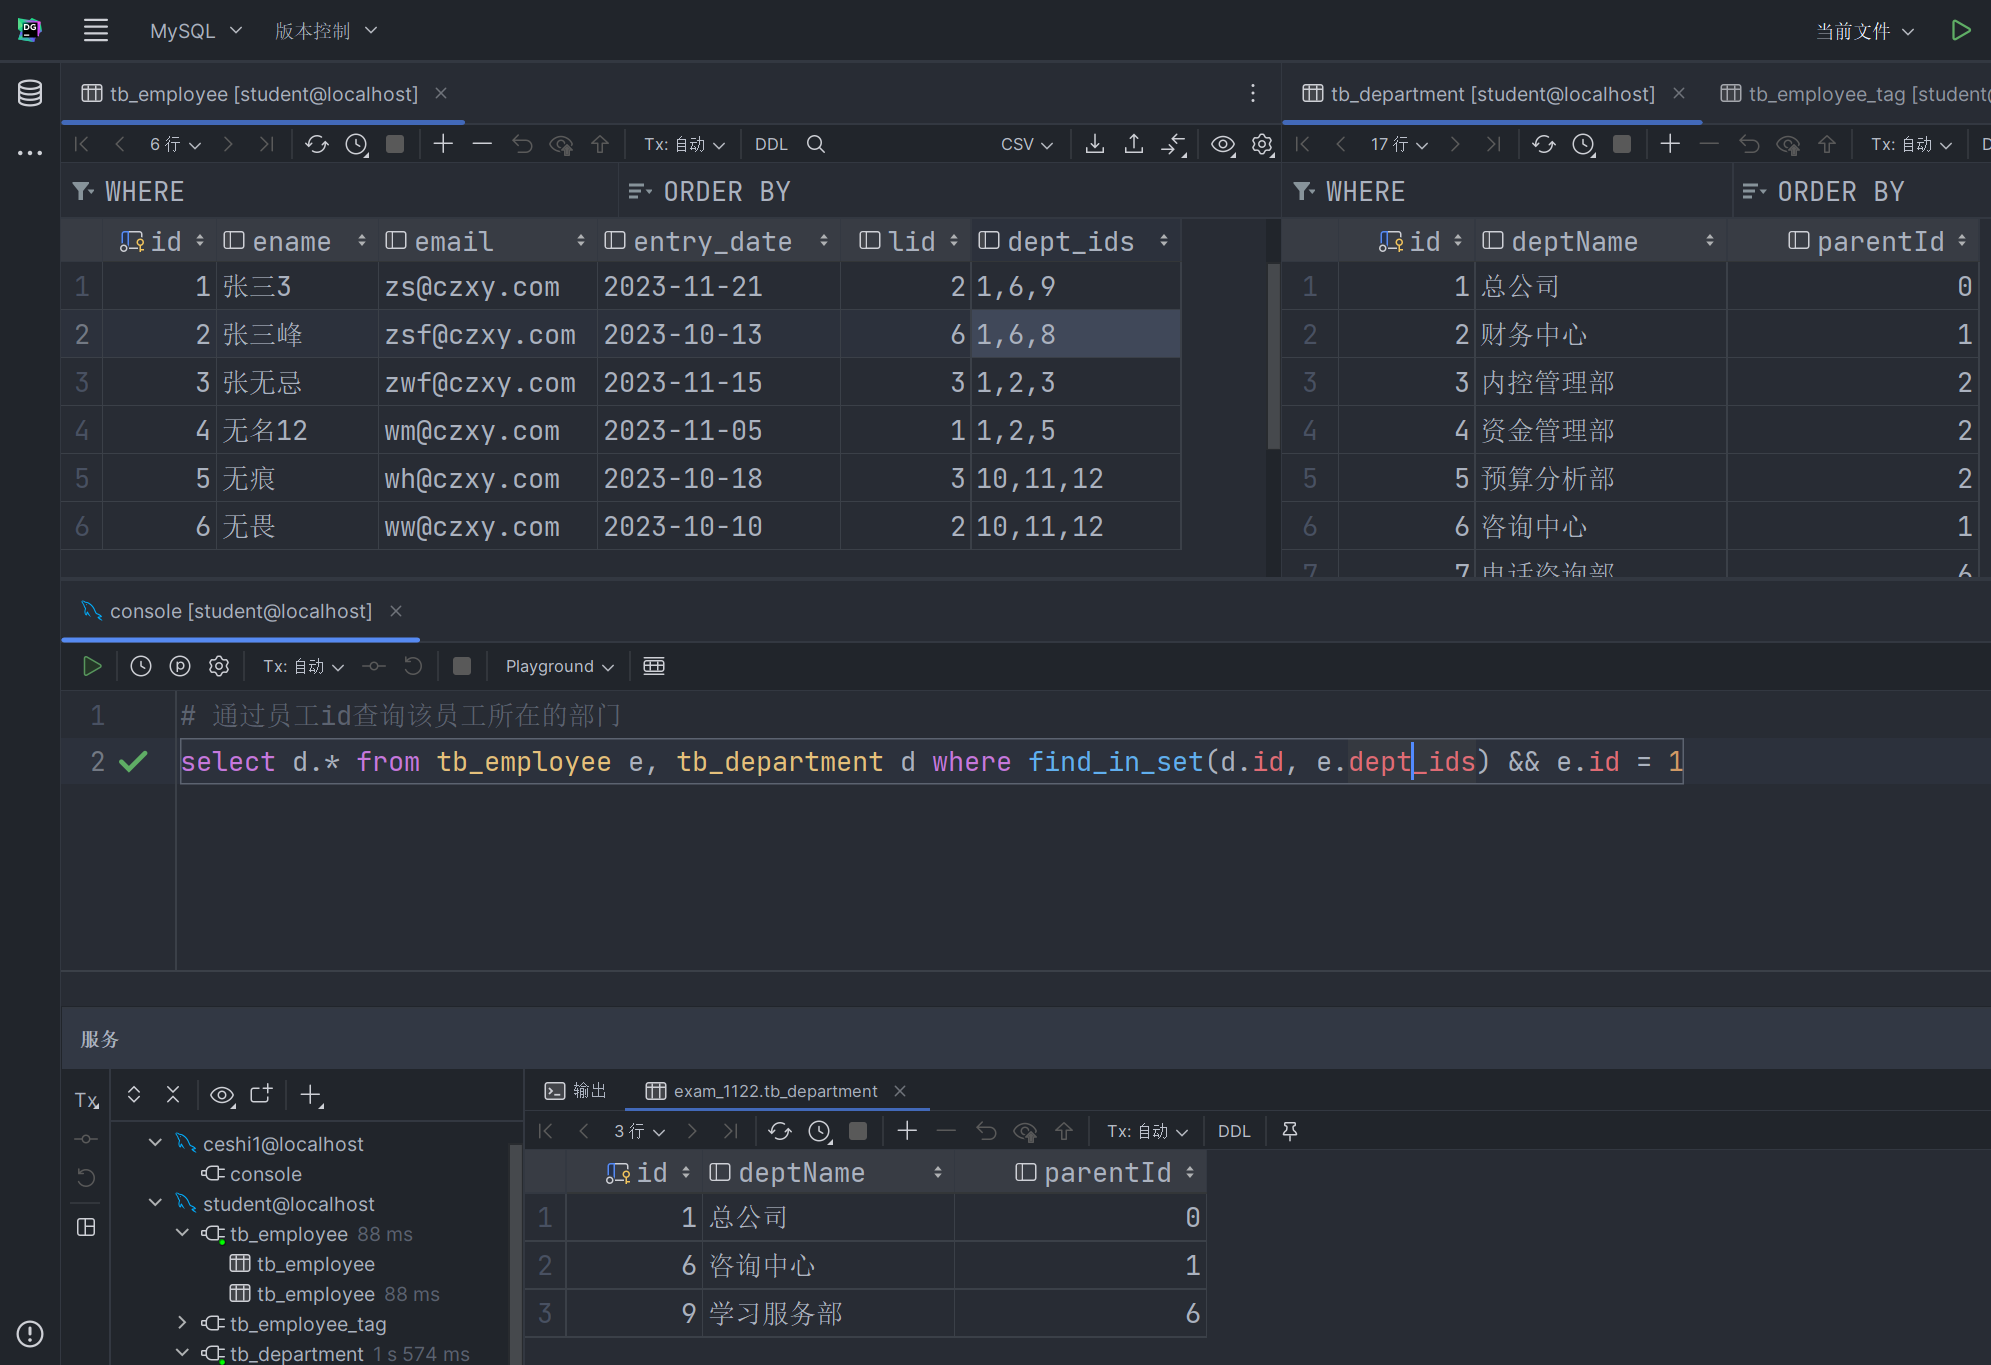 DG
MySQL
版本控制
当前文件
tb_employee [student@localhost]
tb_department [student@localhost]
tb_employee_tag [student@
6 行
Tx: 自动
DDL
CSV
17 行
Tx: 自动
D
WHERE
ORDER BY
WHERE
ORDER BY
id ename email entry_date lid dept_ids
1 1 张三3 zs@czxy.com 2023-11-21 2 1,6,9
2 2 张三峰 zsf@czxy.com 2023-10-13 6 1,6,8
3 3 张无忌 zwf@czxy.com 2023-11-15 3 1,2,3
4 4 无名12 wm@czxy.com 2023-11-05 1 1,2,5
5 5 无痕 wh@czxy.com 2023-10-18 3 10,11,12
6 6 无畏 ww@czxy.com 2023-10-10 2 10,11,12
id deptName parentId
1 1 总公司 0
2 2 财务中心 1
3 3 内控管理部 2
4 4 资金管理部 2
5 5 预算分析部 2
6 6 咨询中心 1
7 7 电话咨询部 6
console [student@localhost]
Tx: 自动
Playground
1 # 通过员工id查询该员工所在的部门
2 select d.* from tb_employee e, tb_department d where find_in_set(d.id, e.dept_ids) && e.id = 1
服务
Tx
ceshi1@localhost
console
student@localhost
tb_employee 88 ms
tb_employee
tb_employee 88 ms
tb_employee_tag
tb_department 1 s 574 ms
输出
exam_1122.tb_department
3 行
Tx: 自动
DDL
id deptName parentId
1 1 总公司 0
2 6 咨询中心 1
3 9 学习服务部 6